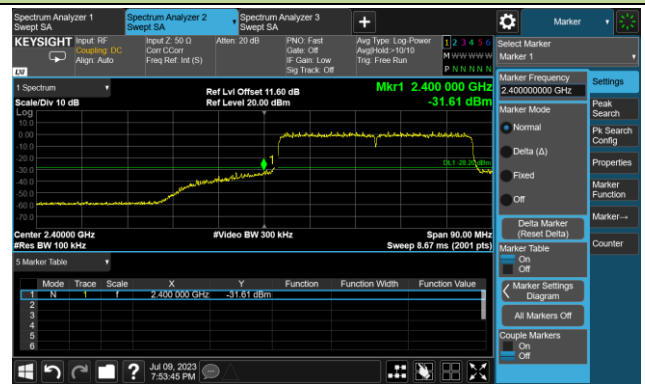 Spectrum Analyzer 1
Swept SA
Spectrum Analyzer 2
Swept SA
Spectrum Analyzer 3
Swept SA
Marker
KEYSIGHT
Input: RF
Coupling: DC
Align: Auto
Input Z: 50 Ω
Corr CCorr
Freq Ref: Int (S)
Atten: 20 dB
PNO: Fast
Gate: Off
IF Gain: Low
Sig Track: Off
Avg Type: Log-Power
Avg|Hold:>10/10
Trig: Free Run
1 2 3 4 5 6
M W W W W W
P N N N N N
LXI
Select Marker
Marker 1
1 Spectrum
Scale/Div 10 dB
Log
Ref Lvl Offset 11.60 dB
Ref Level 20.00 dBm
Mkr1 2.400 000 GHz
-31.61 dBm
10.0
0.00
-10.0
-20.0
-30.0
-40.0
-50.0
-60.0
-70.0
1
DL1 -28.20 dBm
Center 2.40000 GHz
#Res BW 100 kHz
#Video BW 300 kHz
Span 90.00 MHz
Sweep 8.67 ms (2001 pts)
5 Marker Table
Mode Trace Scale X Y Function Function Width Function Value
1 N 1 f 2.400 000 GHz -31.61 dBm
2
3
4
5
6
Marker Frequency
2.400000000 GHz
Marker Mode
Normal
Delta (Δ)
Fixed
Off
Delta Marker
(Reset Delta)
Marker Table
On
Off
Marker Settings
Diagram
All Markers Off
Couple Markers
On
Off
Settings
Peak
Search
Pk Search
Config
Properties
Marker
Function
Marker→
Counter
Jul 09, 2023
7:53:45 PM